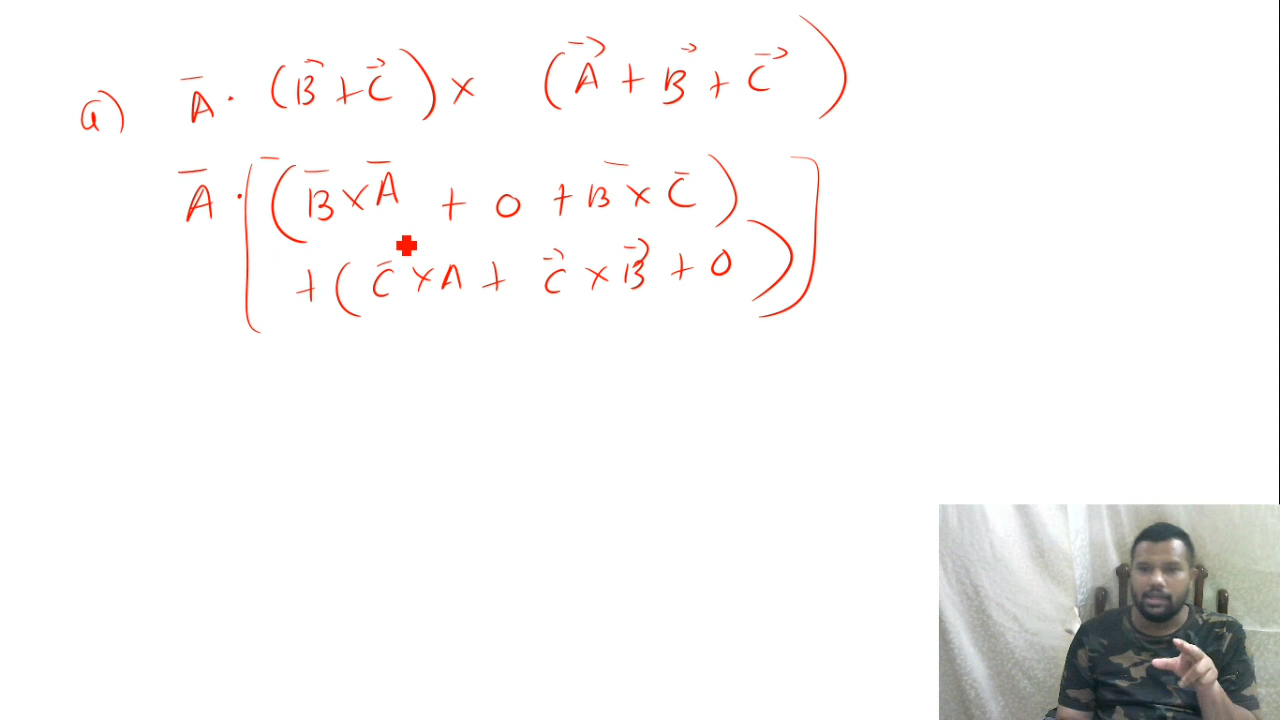 a) A̅ · (B⃗ + C⃗) × (A⃗ + B⃗ + C⃗)
A̅ · [(B̅ × A̅ + 0 + B̅ × C̅)
+ (C̅ × A + C⃗ × B⃗ + 0)]